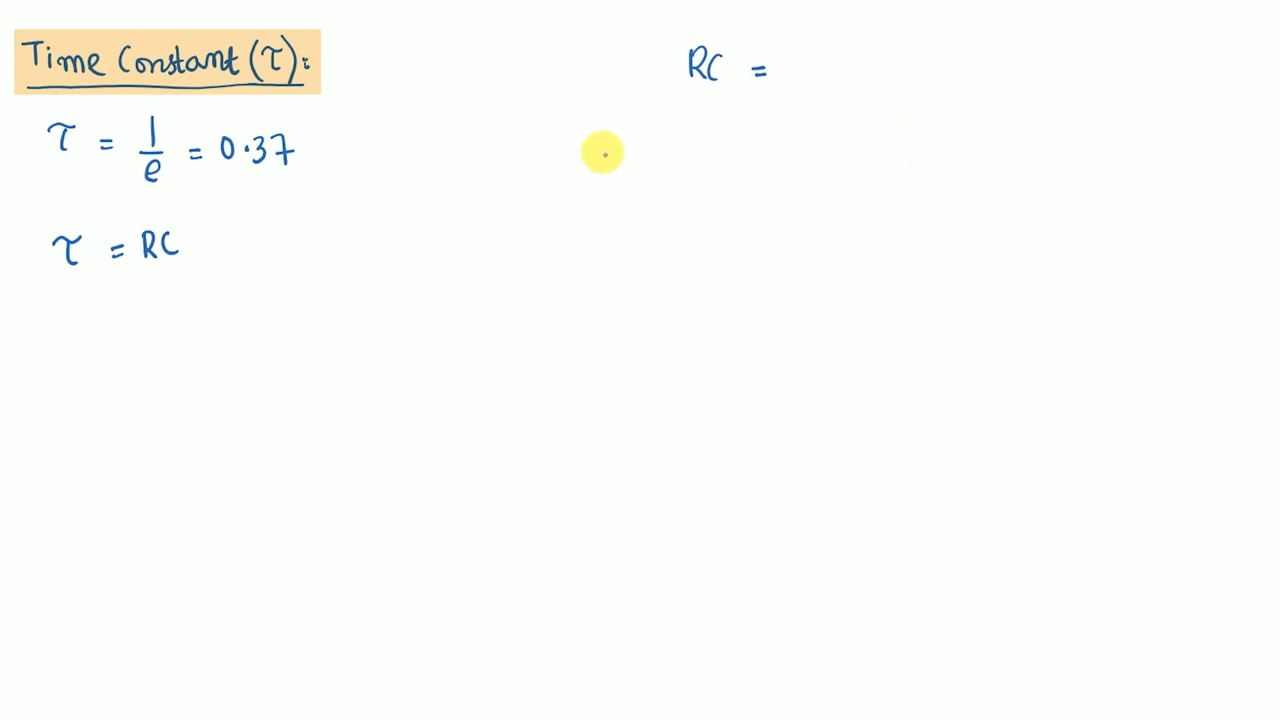 Time Constant (τ):
τ = 1/e = 0.37
τ = RC
RC =